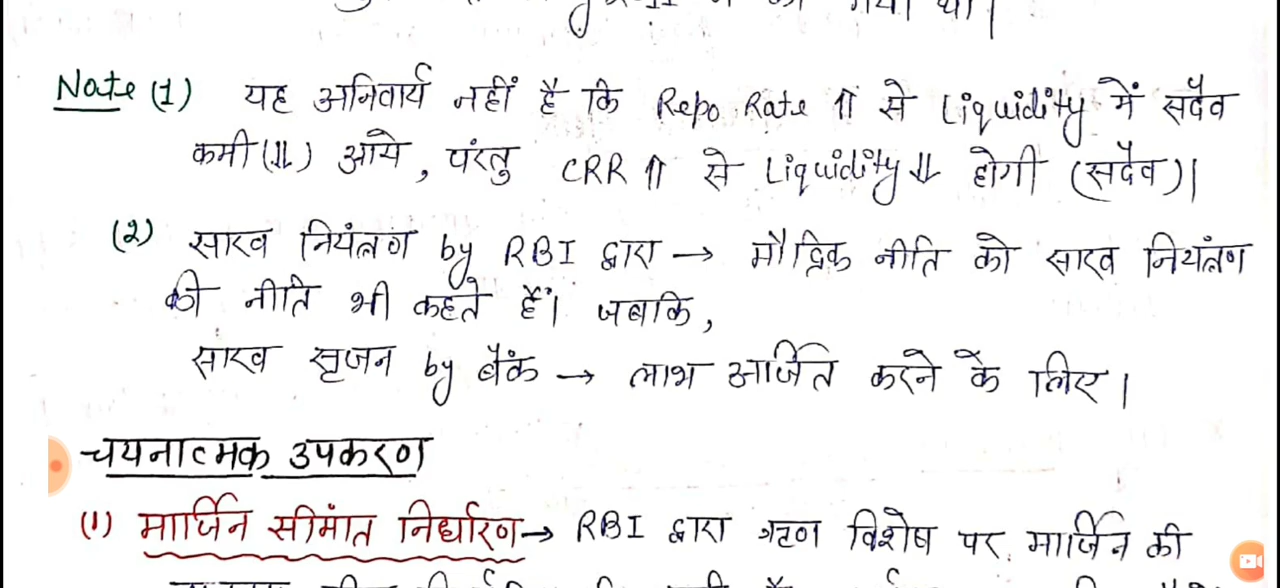 Note (1) यह अनिवार्य नहीं है कि Repo Rate ⇈ से Liquidity में सदैव
कमी (⇊) आये, परंतु CRR ⇈ से Liquidity ⇊ होगी (सदैव)।
(2) साख नियंत्रण by RBI द्वारा → मौद्रिक नीति को साख नियंत्रण
की नीति भी कहते हैं। जबकि,
साख सृजन by बैंक → लाभ अर्जित करने के लिए।
चयनात्मक उपकरण
(1) मार्जिन सीमांत निर्धारण → RBI द्वारा ऋण विशेष पर मार्जिन की